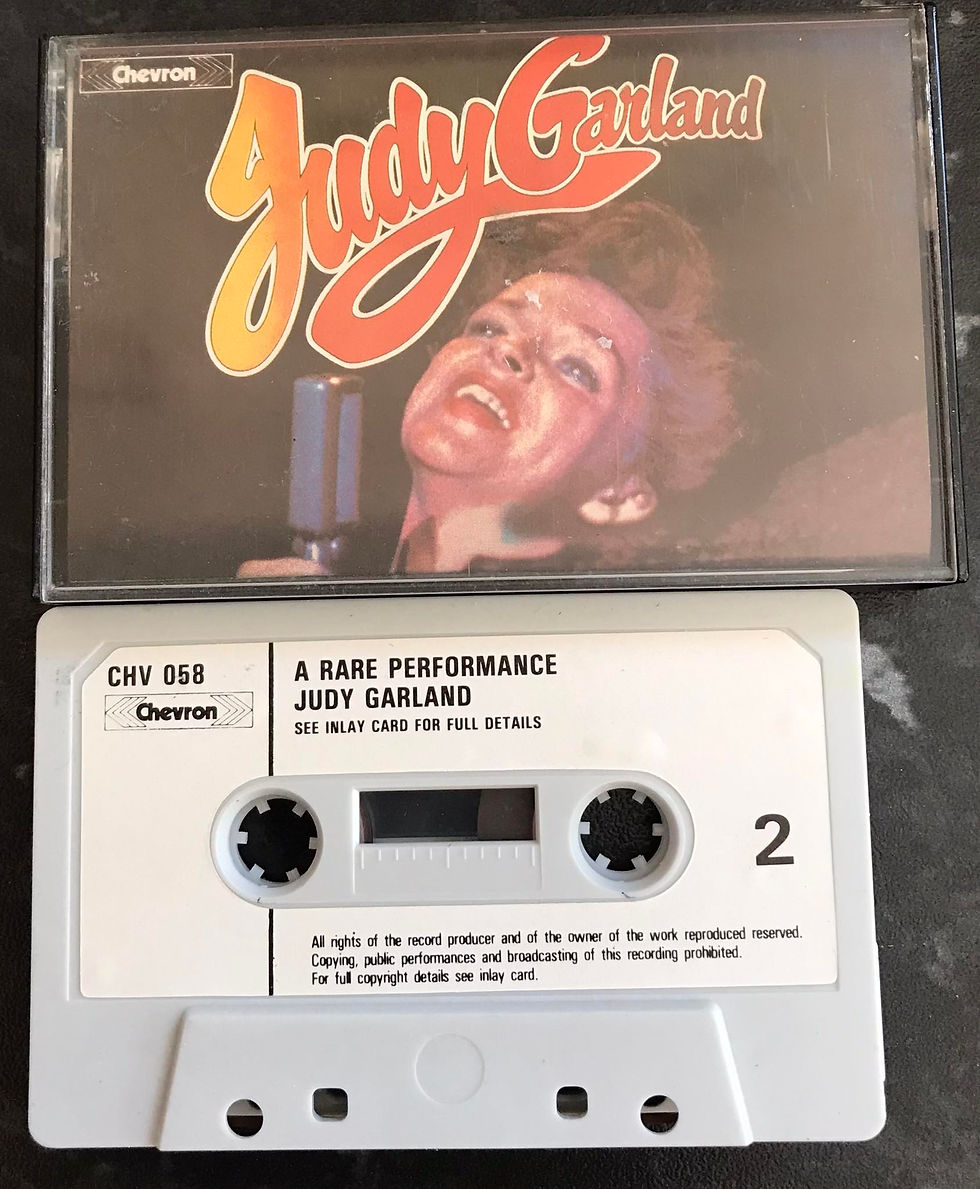 Chevron
Judy Garland
CHV 058
Chevron
A RARE PERFORMANCE
JUDY GARLAND
SEE INLAY CARD FOR FULL DETAILS
2
All rights of the record producer and of the owner of the work reproduced reserved.
Copying, public performances and broadcasting of this recording prohibited.
For full copyright details see inlay card.